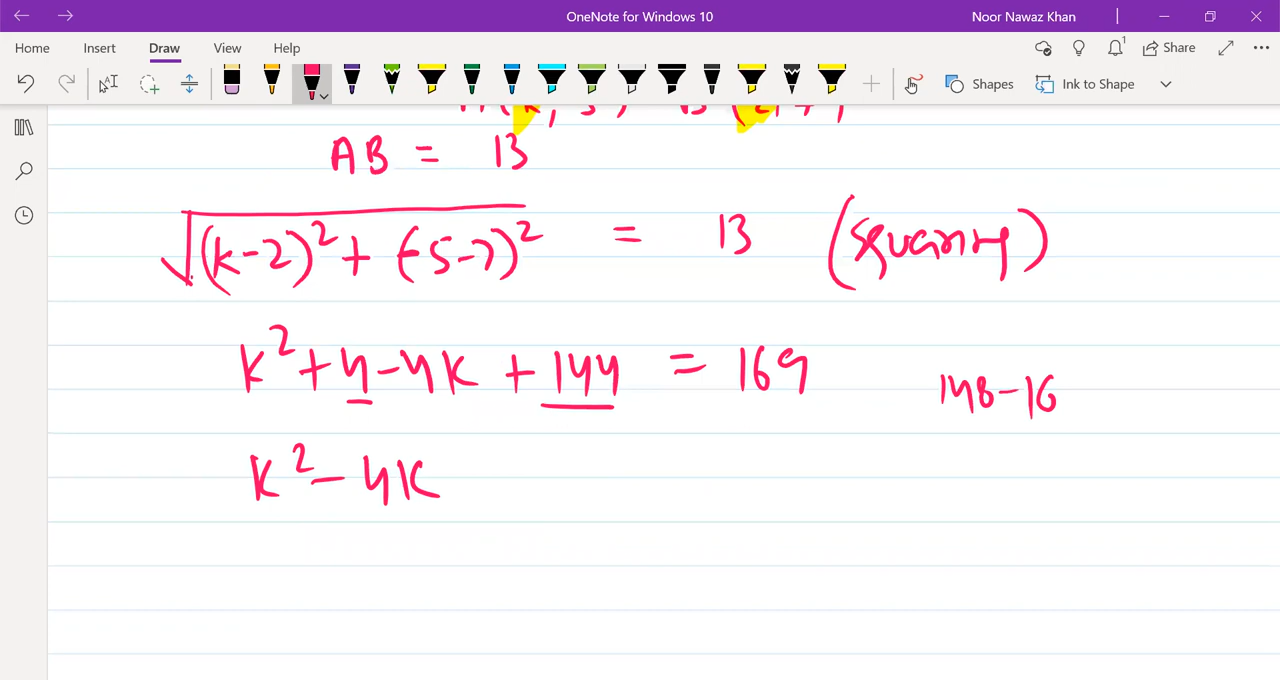 OneNote for Windows 10
Noor Nawaz Khan
Home Insert Draw View Help
1 Share
Shapes Ink to Shape
AB = 13
√(k-2)² + (-5-7)² = 13 (squaring)
k² + 4 - 4k + 144 = 169
148 - 16
k² - 4k